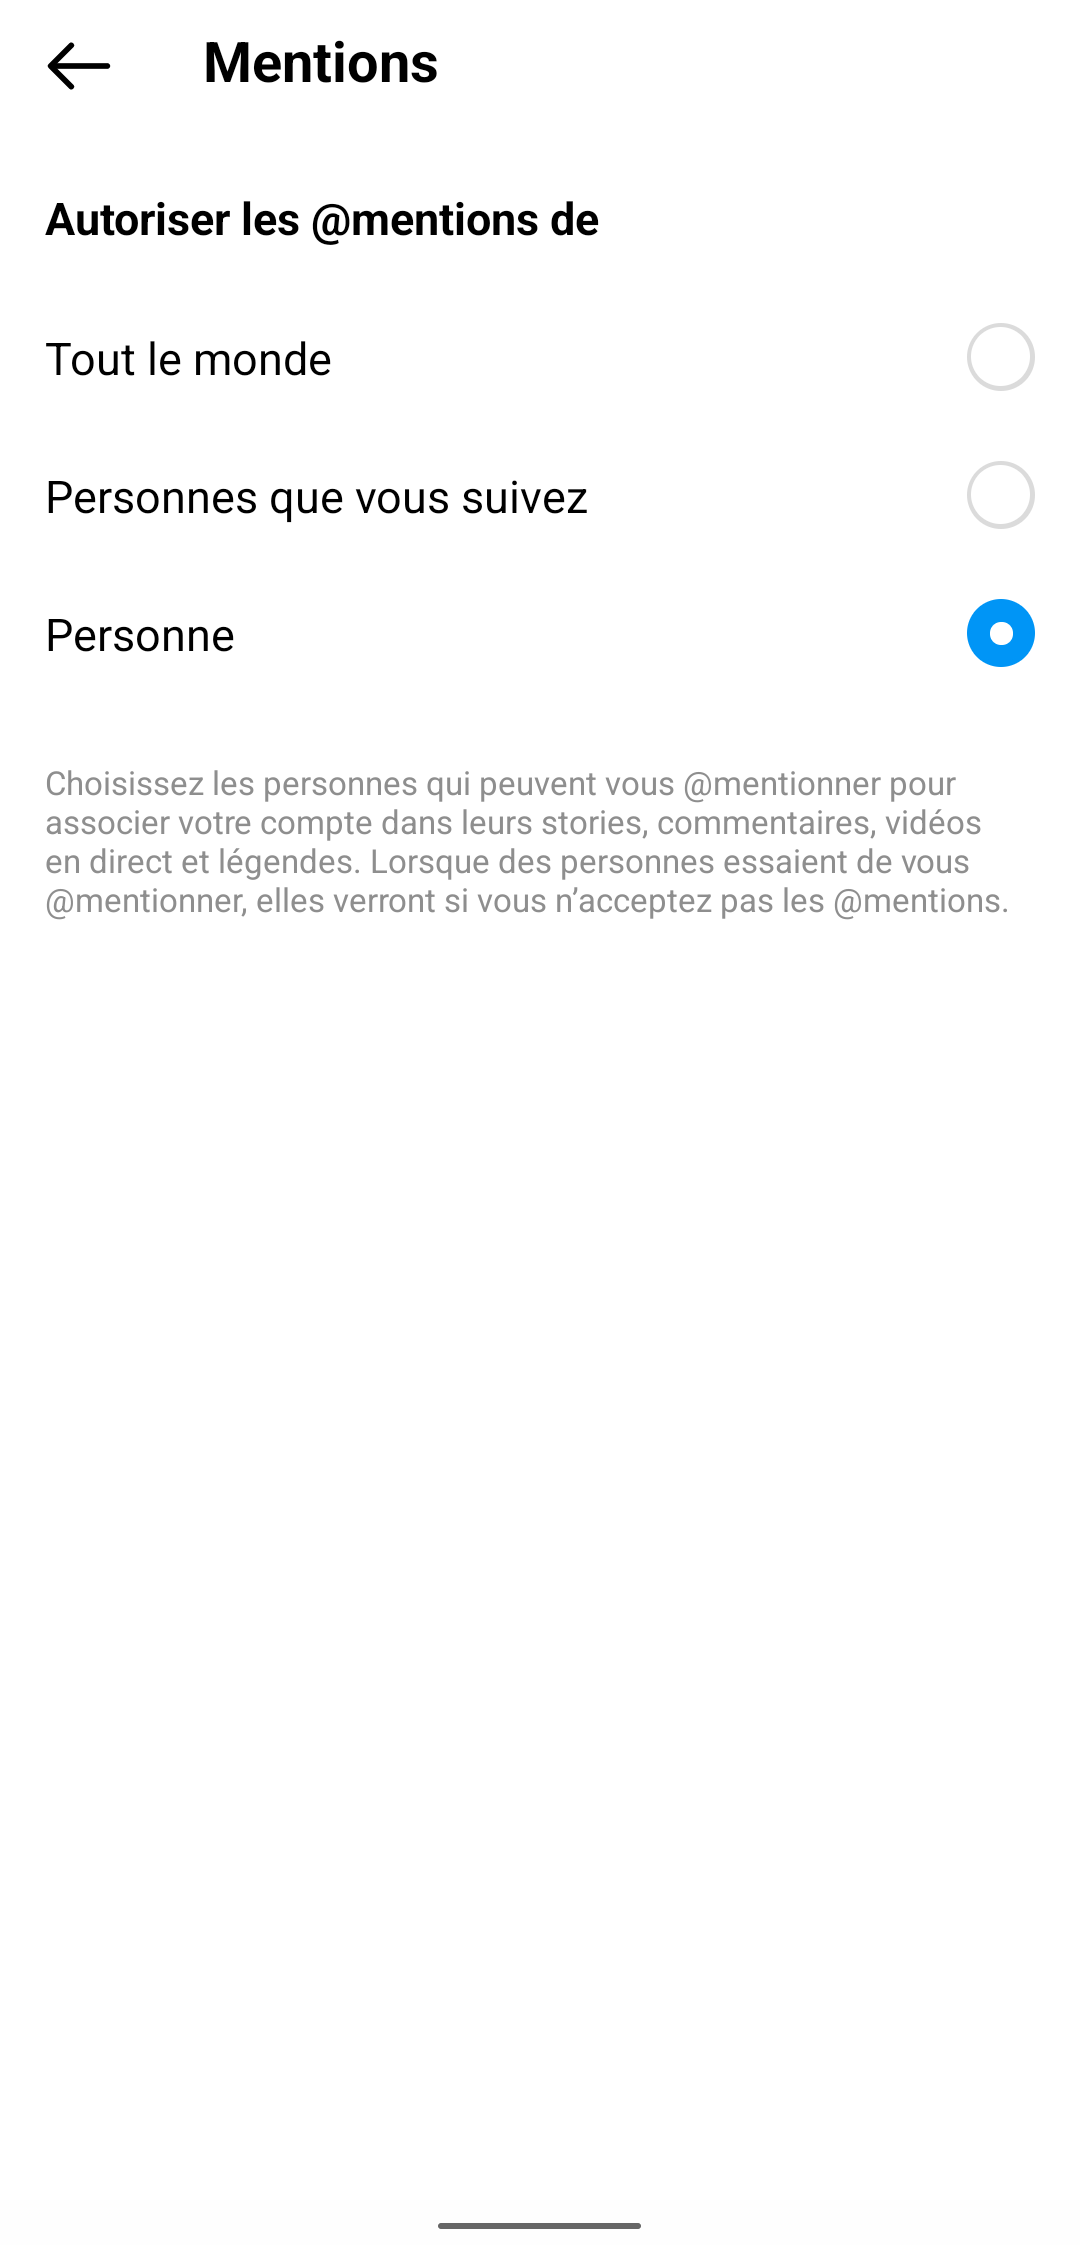 Mentions
Autoriser les @mentions de
Tout le monde
Personnes que vous suivez
Personne
Choisissez les personnes qui peuvent vous @mentionner pour
associer votre compte dans leurs stories, commentaires, vidéos
en direct et légendes. Lorsque des personnes essaient de vous
@mentionner, elles verront si vous n’acceptez pas les @mentions.